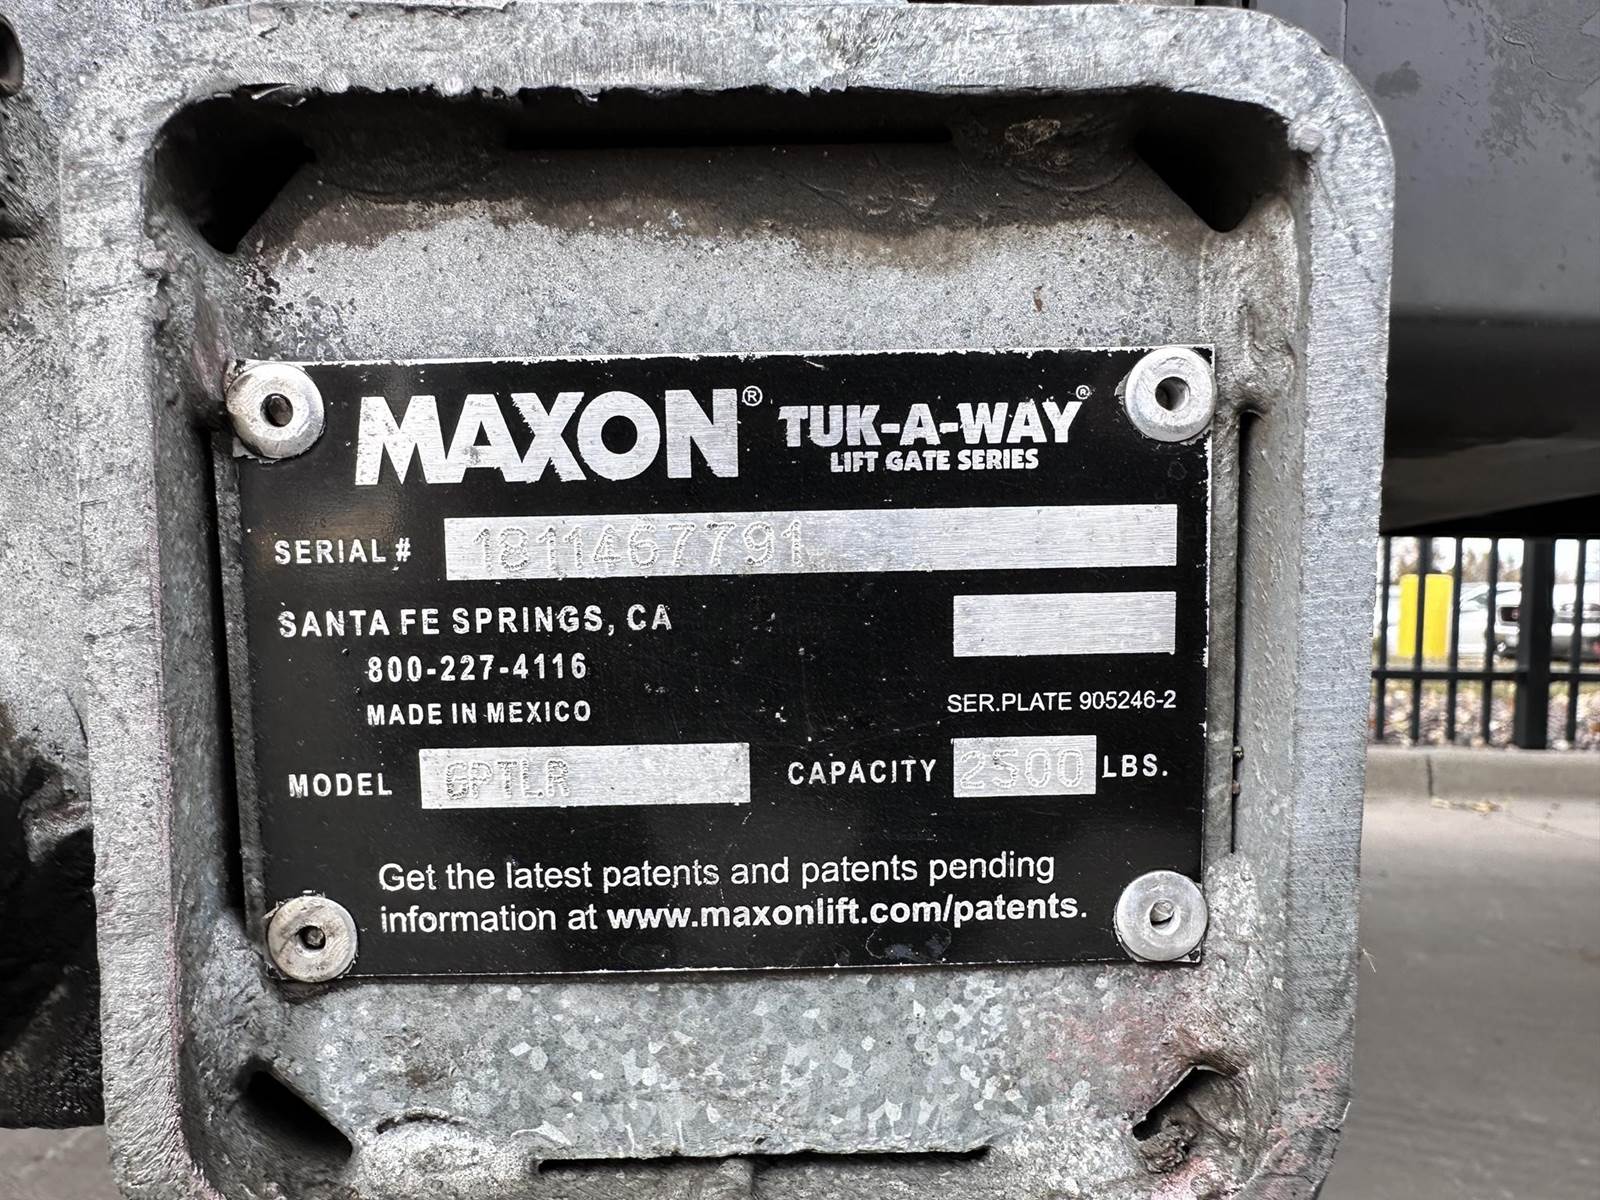 MAXON® TUK-A-WAY®
LIFT GATE SERIES
SERIAL # 1811467791
SANTA FE SPRINGS, CA
800-227-4116
MADE IN MEXICO
SER.PLATE 905246-2
MODEL GPTLR CAPACITY 2500 LBS.
Get the latest patents and patents pending
information at www.maxonlift.com/patents.